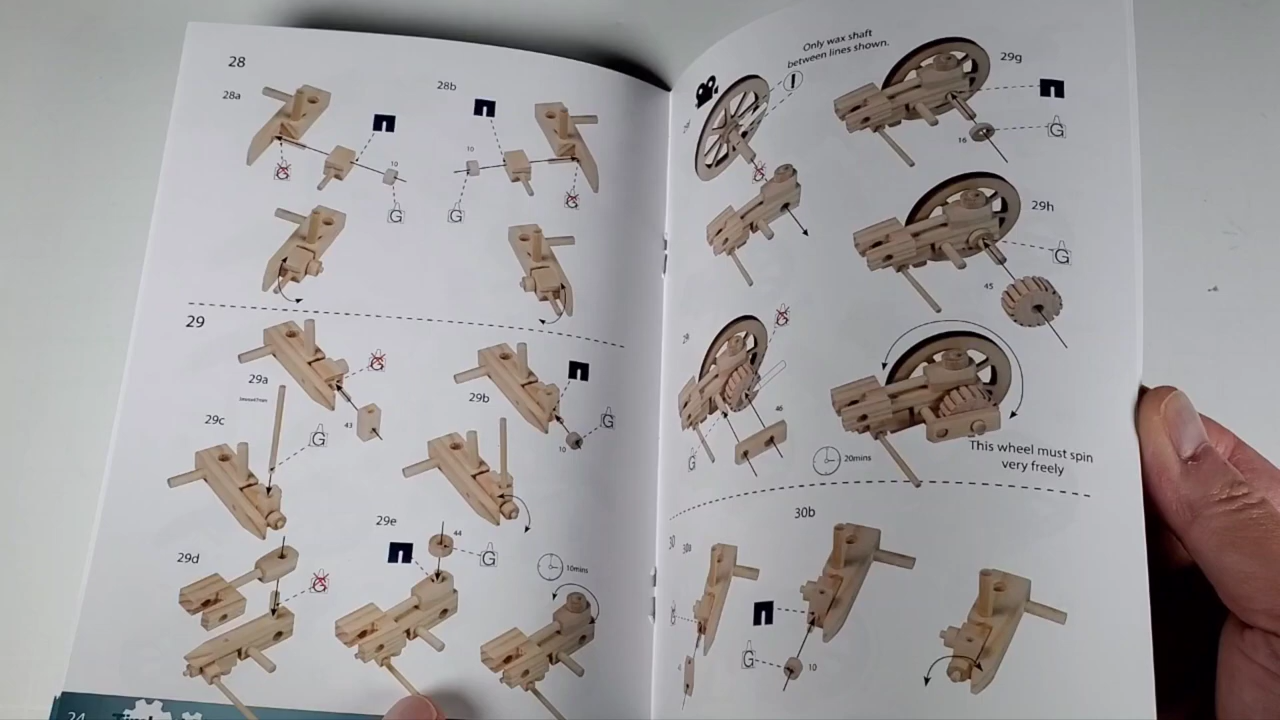 28
28a
10
G
G
28b
10
G
G
29
29a
G
43
29b
G
10
29c
G
29d
G
29e
44
G
10mins
24
Only wax shaft
between lines shown.
G
29g
16
G
29h
G
45
G
46
G
20mins
This wheel must spin
very freely
30
30a
30b
G
10